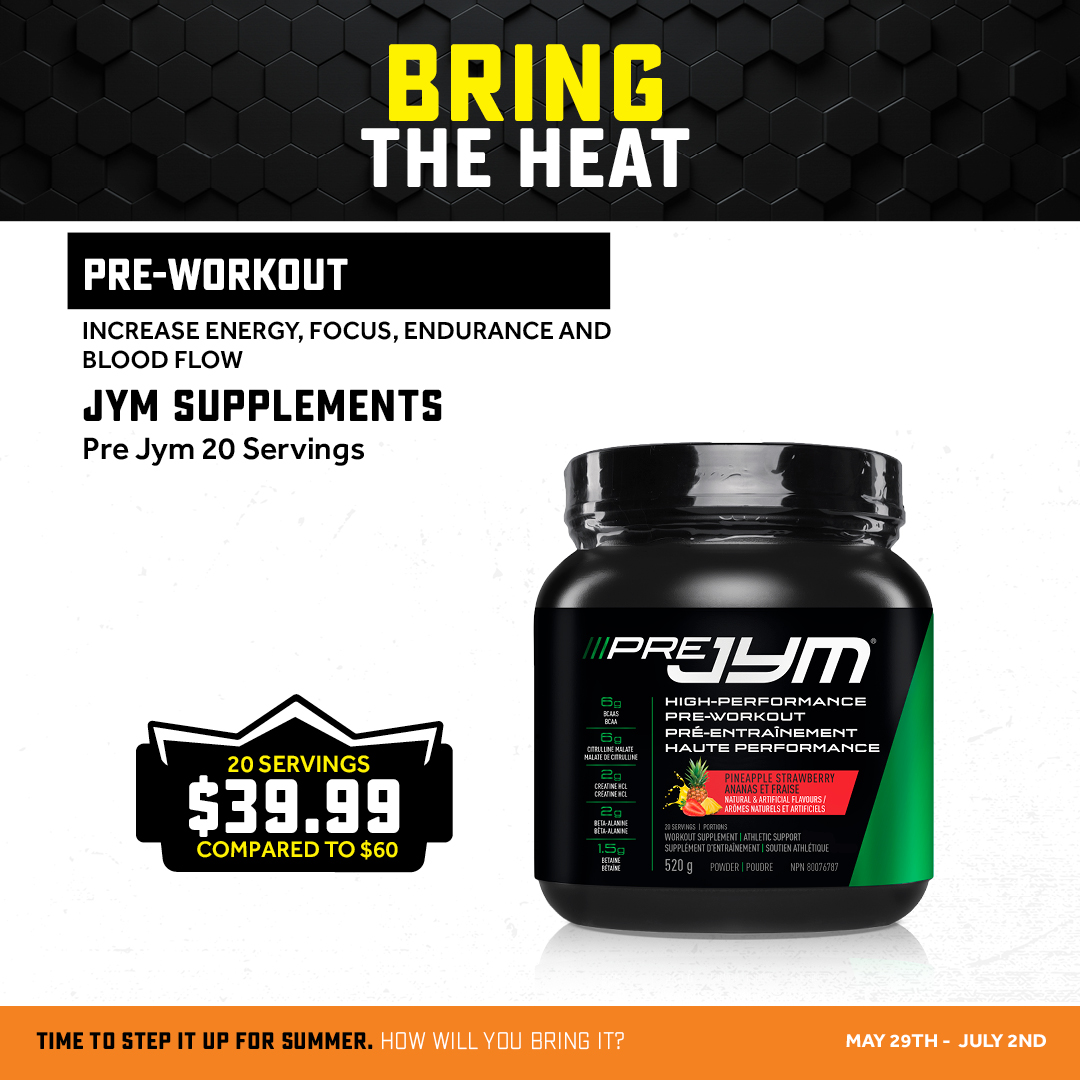 BRING
THE HEAT
PRE-WORKOUT
INCREASE ENERGY, FOCUS, ENDURANCE AND
BLOOD FLOW
JYM SUPPLEMENTS
Pre Jym 20 Servings
20 SERVINGS
$39.99
COMPARED TO $60
///PREJYM®
HIGH-PERFORMANCE
PRE-WORKOUT
PRÉ-ENTRAÎNEMENT
HAUTE PERFORMANCE
6g
BCAAS
BCAA
6g
CITRULLINE MALATE
MALATE DE CITRULLINE
2g
CREATINE HCL
CRÉATINE HCL
2g
BETA-ALANINE
BÊTA-ALANINE
1.5g
BETAINE
BÉTAÏNE
PINEAPPLE STRAWBERRY
ANANAS ET FRAISE
NATURAL & ARTIFICIAL FLAVOURS /
ARÔMES NATURELS ET ARTIFICIELS
20 SERVINGS | PORTIONS
WORKOUT SUPPLEMENT | ATHLETIC SUPPORT
SUPPLÉMENT D'ENTRAÎNEMENT | SOUTIEN ATHLÉTIQUE
520 g POWDER | POUDRE NPN 80076787
TIME TO STEP IT UP FOR SUMMER. HOW WILL YOU BRING IT?
MAY 29TH - JULY 2ND